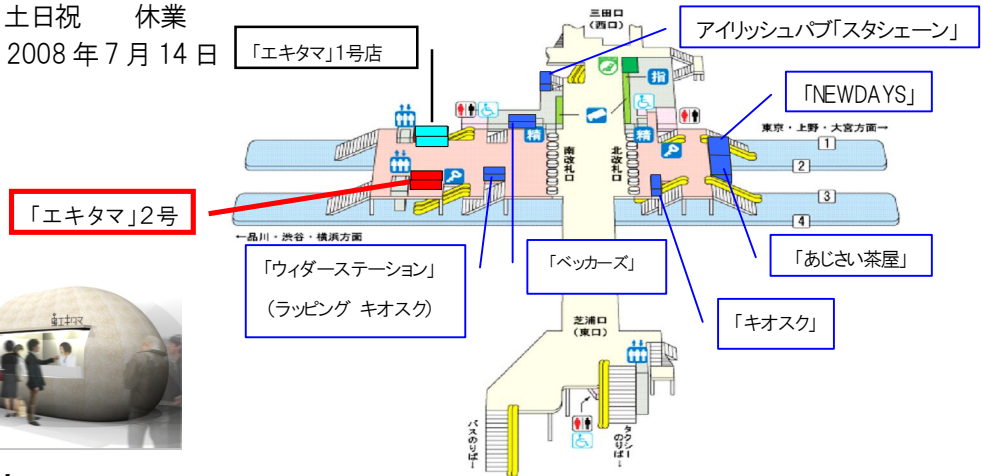 土日祝　　休業
2008年7月14日
「エキタマ」1号店
三田口
（西口）
アイリッシュパブ「スタシェーン」
指
「NEWDAYS」
精
精
東京・上野・大宮方面→
南改札口
北改札口
1
2
3
4
「エキタマ」2号
←品川・渋谷・横浜方面
「ウィダーステーション」
（ラッピング キオスク）
「ベッカーズ」
「あじさい茶屋」
「キオスク」
芝浦口
（東口）
バスのりば→
タクシーのりば→